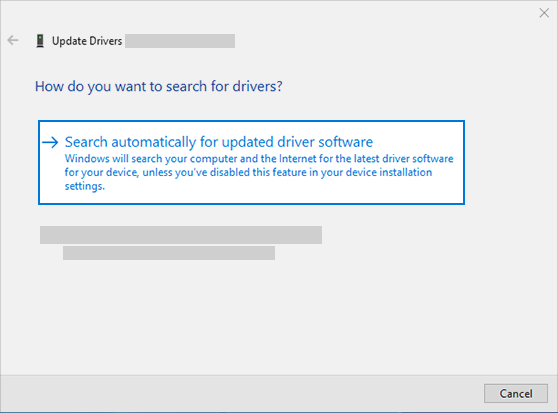 Update Drivers
How do you want to search for drivers?
Search automatically for updated driver software
Windows will search your computer and the Internet for the latest driver software
for your device, unless you've disabled this feature in your device installation
settings.
Cancel